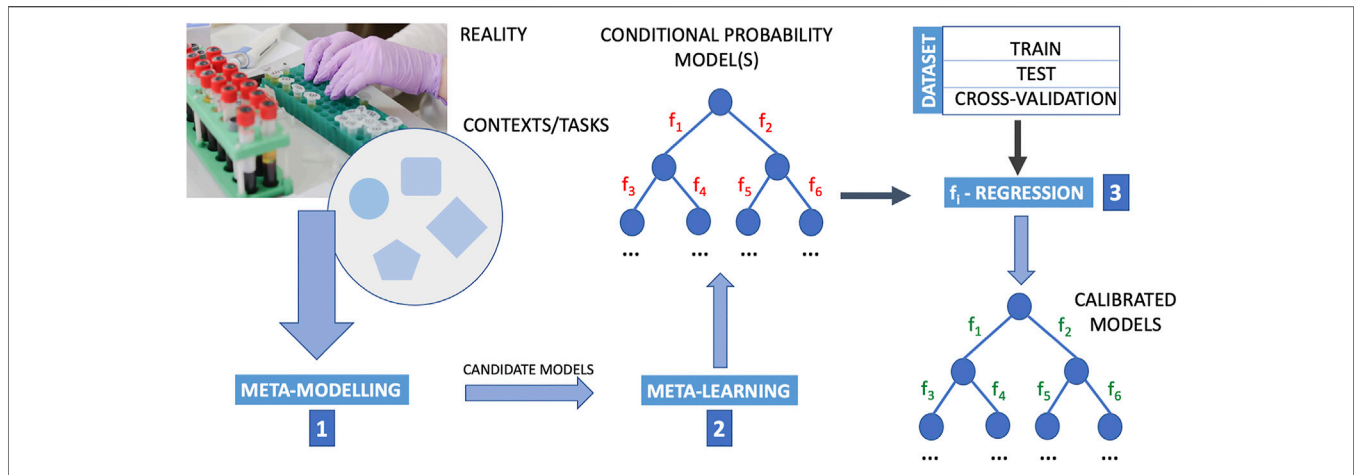 REALITY
CONTEXTS/TASKS
META-MODELLING
1
CANDIDATE MODELS
META-LEARNING
2
CONDITIONAL PROBABILITY
MODEL(S)
f₁ f₂
f₃ f₄ f₅ f₆
... ... ... ...
DATASET
TRAIN
TEST
CROSS-VALIDATION
fᵢ - REGRESSION 3
CALIBRATED
MODELS
f₁ f₂
f₃ f₄ f₅ f₆
... ... ... ...